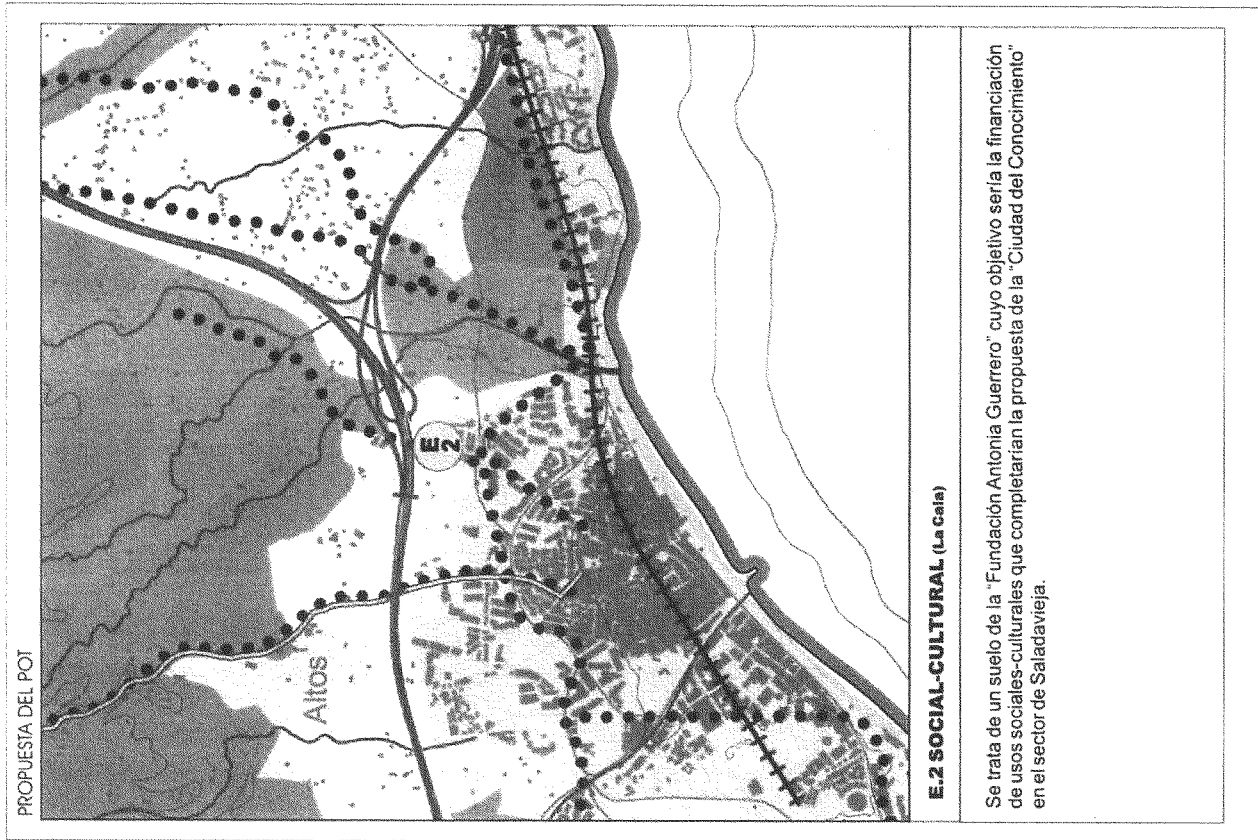 PROPUESTA DEL POT
Altos
E
2
E.2 SOCIAL-CULTURAL (La Cala)
Se trata de un suelo de la "Fundación Antonia Guerrero" cuyo objetivo sería la financiación
de usos sociales-culturales que completarían la propuesta de la "Ciudad del Conocimiento"
en el sector de Saladavieja.